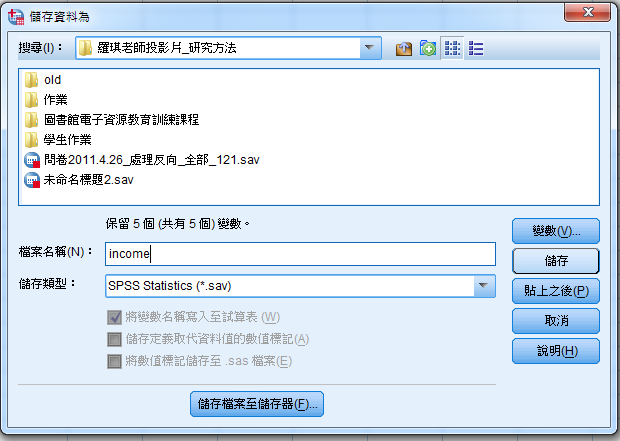 儲存資料為
搜尋(I)： 羅琪老師投影片_研究方法
old
作業
圖書館電子資源教育訓練課程
學生作業
問卷2011.4.26_處理反向_全部_121.sav
未命名標題2.sav
保留 5 個 (共有 5 個) 變數。
變數(V)...
檔案名稱(N)： income
儲存
儲存類型： SPSS Statistics (*.sav)
貼上之後(P)
將變數名稱寫入至試算表 (W)
取消
儲存定義取代資料值的數值標記(A)
說明(H)
將數值標記儲存至 .sas 檔案(E)
儲存檔案至儲存器(F)...